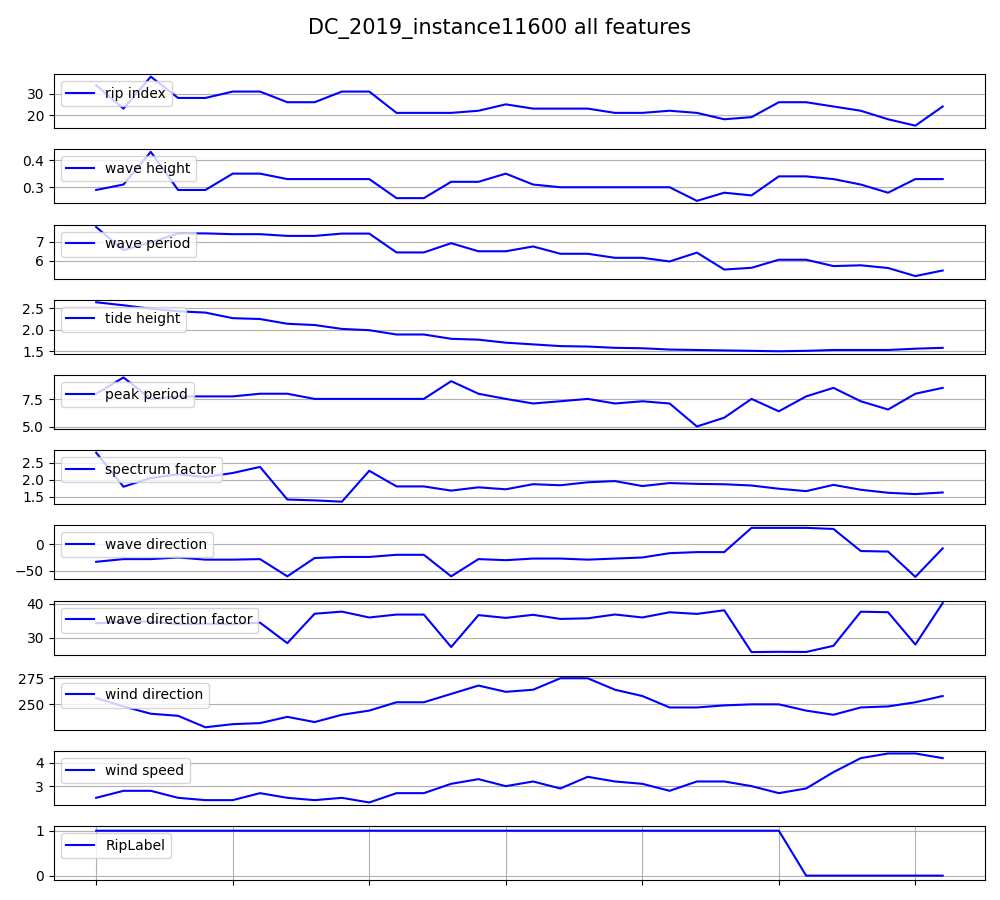 DC_2019_instance11600 all features
30
20
rip index
0.4
0.3
wave height
7
6
wave period
2.5
2.0
1.5
tide height
7.5
5.0
peak period
2.5
2.0
1.5
spectrum factor
0
−50
wave direction
40
30
wave direction factor
275
250
wind direction
4
3
wind speed
1
0
RipLabel